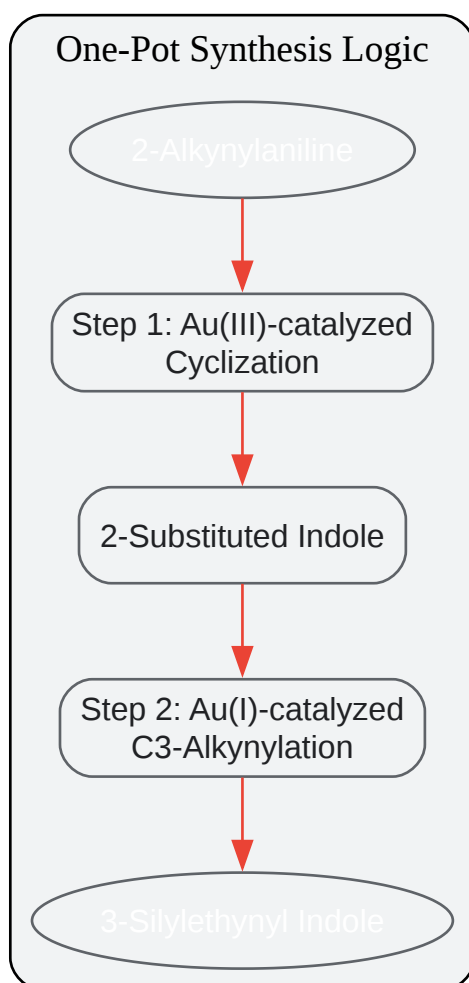 One-Pot Synthesis Logic
2-Alkynylaniline
Step 1: Au(III)-catalyzed
Cyclization
2-Substituted Indole
Step 2: Au(I)-catalyzed
C3-Alkynylation
3-Silylethynyl Indole